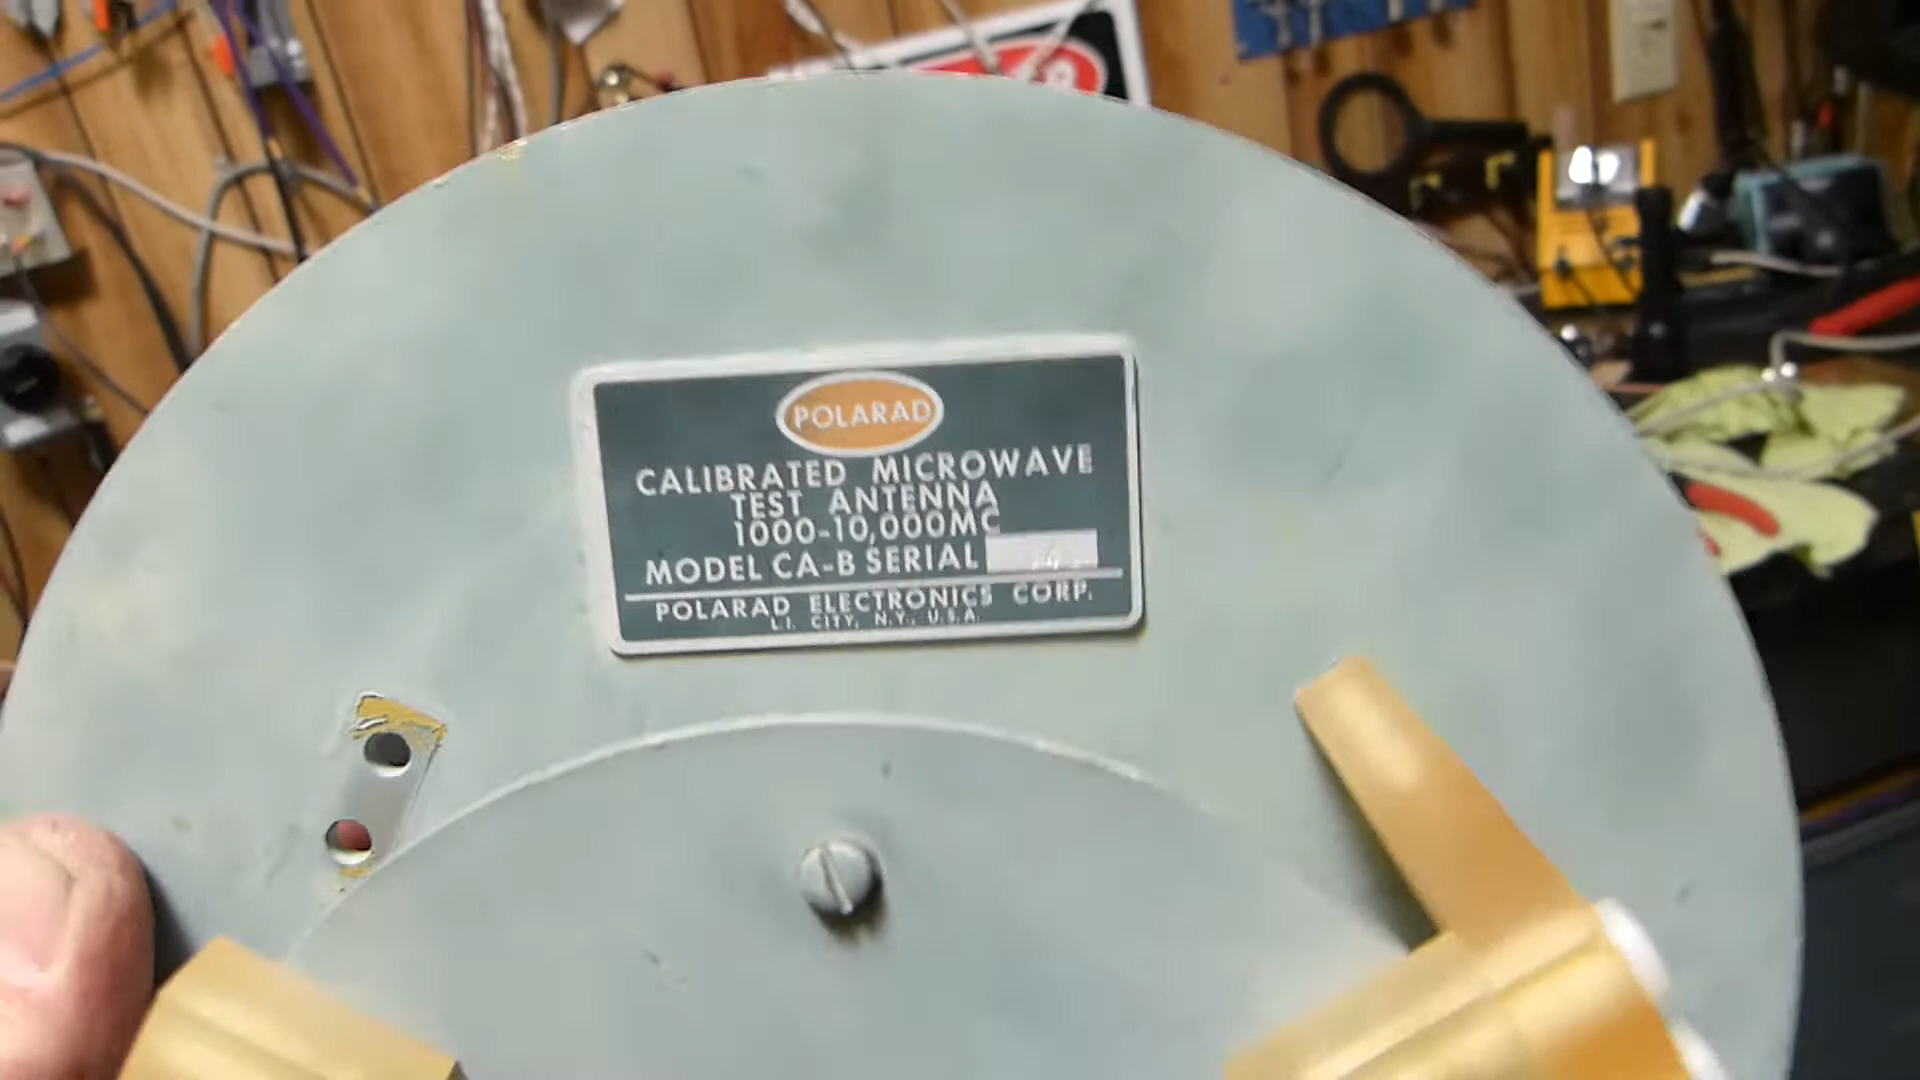 POLARAD
CALIBRATED MICROWAVE
TEST ANTENNA
1000-10,000MC
MODEL CA-B SERIAL
POLARAD ELECTRONICS CORP.
L.I. CITY, N.Y., U.S.A.